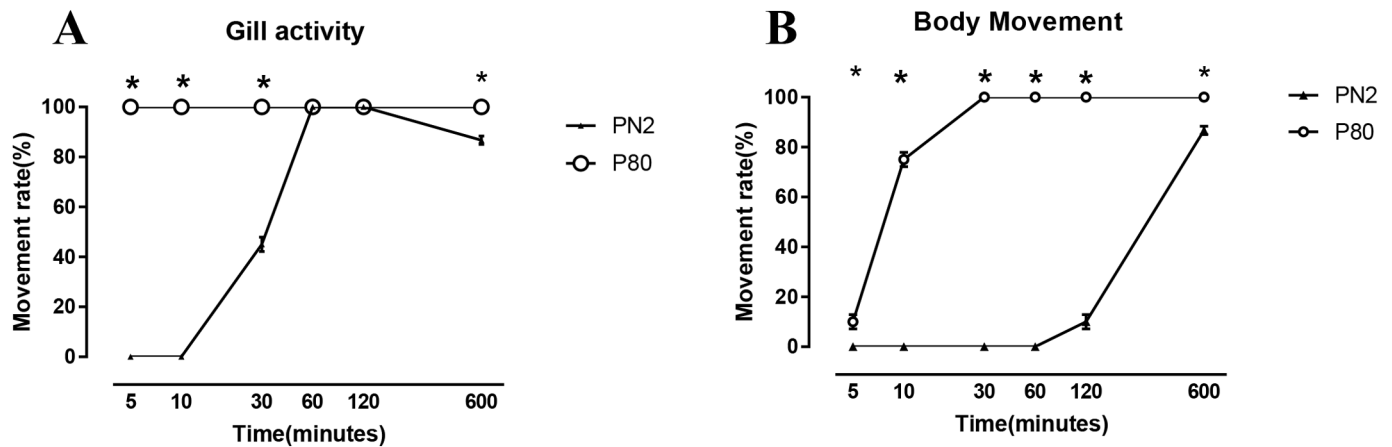 A
Gill activity
* * * *
Movement rate(%)
100
80
60
40
20
0
5 10 30 60 120 600
Time(minutes)
PN2
P80
B
Body Movement
* * * * * *
Movement rate(%)
100
80
60
40
20
0
5 10 30 60 120 600
Time(minutes)
PN2
P80